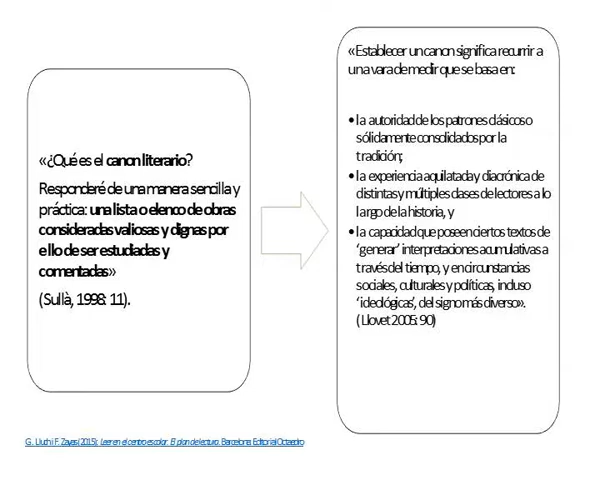 «¿Qué es el canon literario?
Responderé de una manera sencilla y
práctica: una lista o elenco de obras
consideradas valiosas y dignas por
ello de ser estudiadas y
comentadas»
(Sullà, 1998: 11).
«Establecer un canon significa recurrir a
una vara de medir que se basa en:
• la autoridad de los patrones clásicos o
sólidamente consolidados por la
tradición;
• la experiencia aquilatada y diacrónica de
distintas y múltiples clases de lectores a lo
largo de la historia, y
• la capacidad que poseen ciertos textos de
‘generar’ interpretaciones acumulativas a
través del tiempo, y en circunstancias
sociales, culturales y políticas, incluso
‘ideológicas’, del signo más diverso».
(Llovet 2005: 90)
G. Lluch i F. Zayas (2015): Leer en el centro escolar. El plan de lectura. Barcelona: Editorial Octaedro